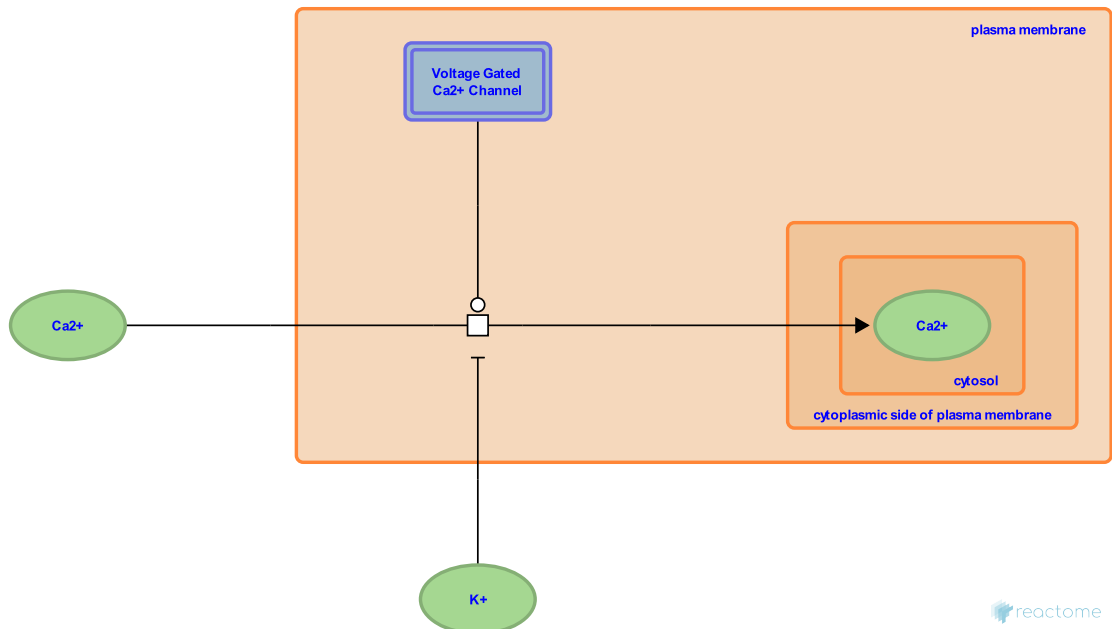 plasma membrane
Voltage Gated
Ca2+ Channel
Ca2+
Ca2+
cytosol
cytoplasmic side of plasma membrane
K+
reactome